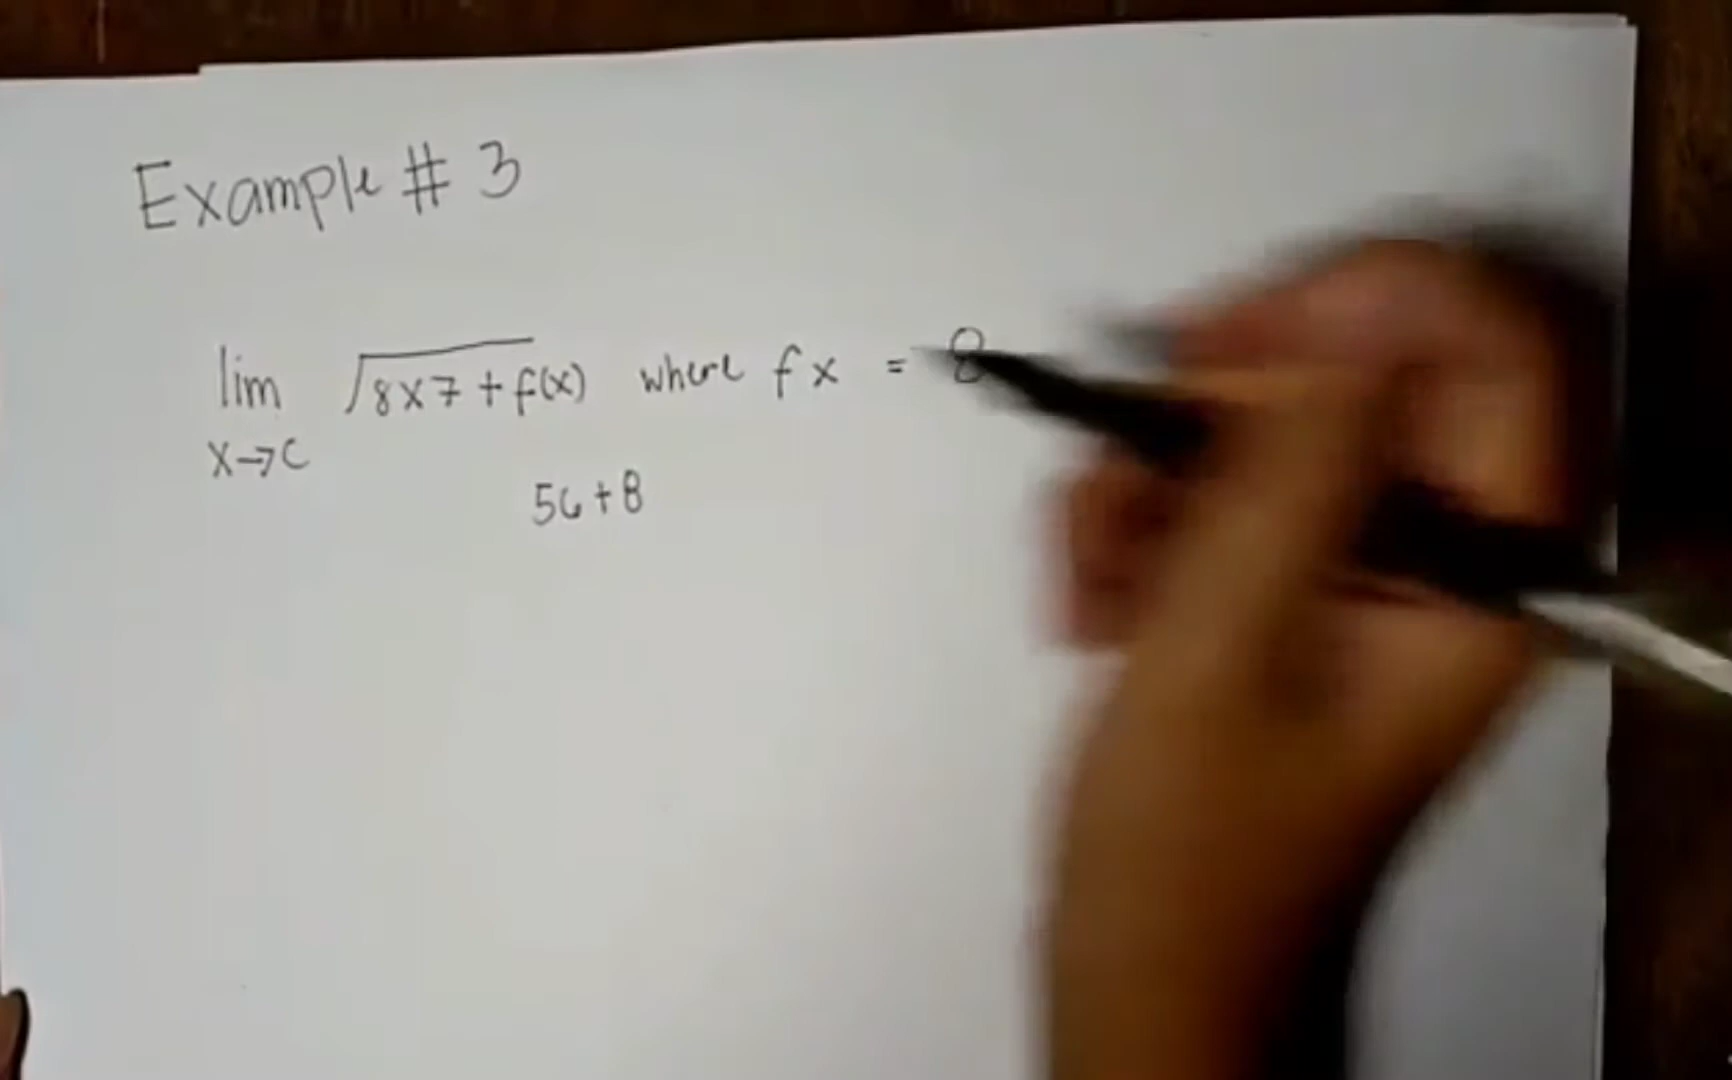 Example # 3
lim √8x7 + f(x) where fx = 8
x→c
56+8